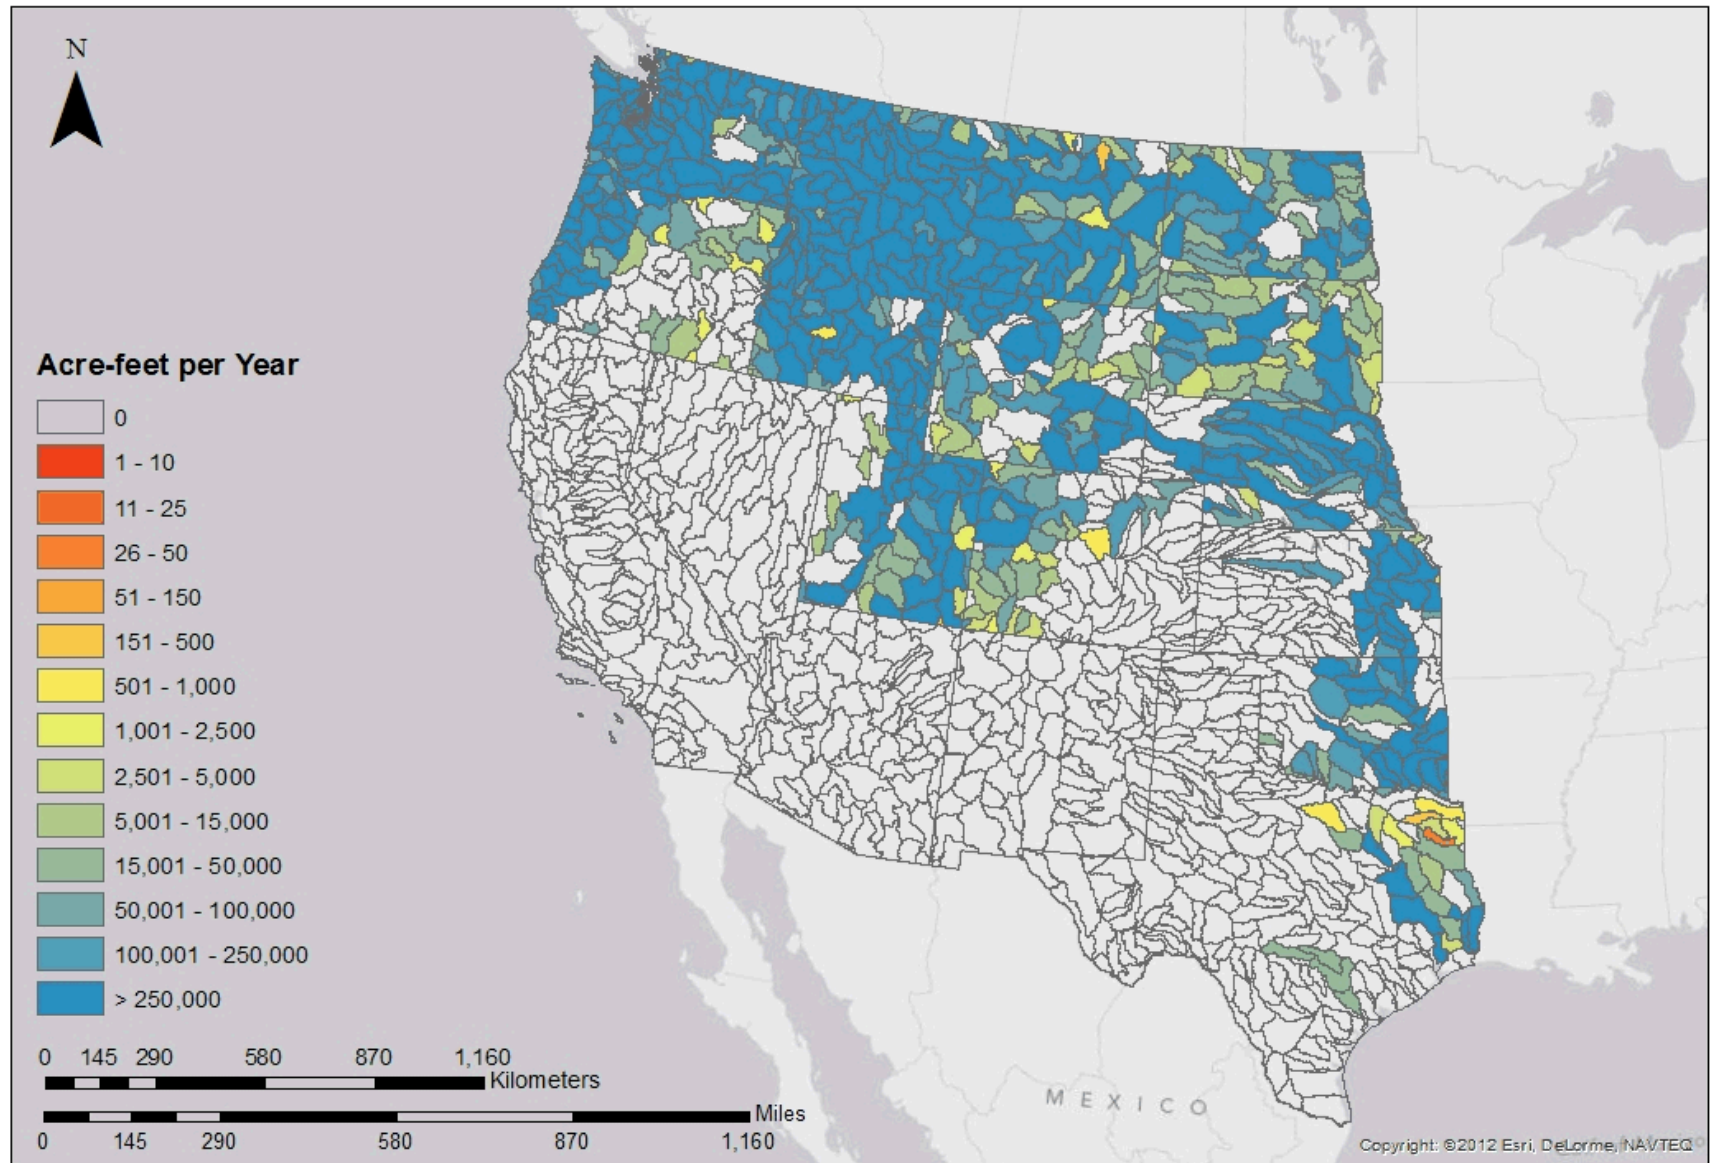 N
Acre-feet per Year
0
1 - 10
11 - 25
26 - 50
51 - 150
151 - 500
501 - 1,000
1,001 - 2,500
2,501 - 5,000
5,001 - 15,000
15,001 - 50,000
50,001 - 100,000
100,001 - 250,000
> 250,000
0 145 290 580 870 1,160
Kilometers
Miles
0 145 290 580 870 1,160
MEXICO
Copyright: ©2012 Esri, DeLorme, NAVTEQ